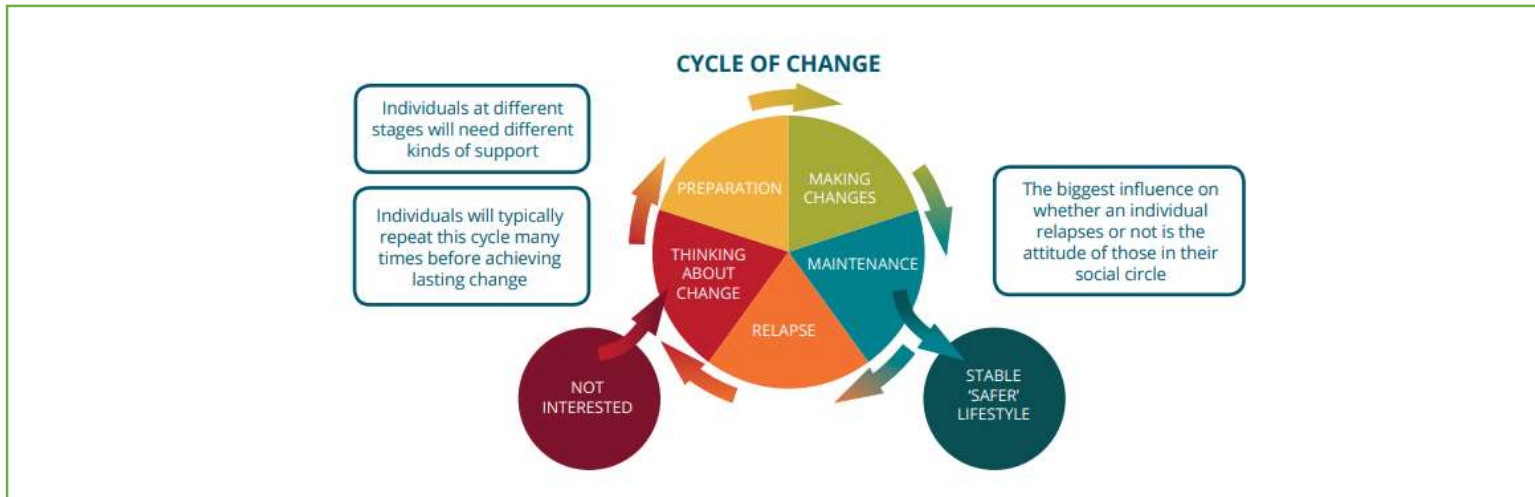 CYCLE OF CHANGE
Individuals at different
stages will need different
kinds of support
Individuals will typically
repeat this cycle many
times before achieving
lasting change
PREPARATION
MAKING
CHANGES
THINKING
ABOUT
CHANGE
MAINTENANCE
RELAPSE
The biggest influence on
whether an individual
relapses or not is the
attitude of those in their
social circle
NOT
INTERESTED
STABLE
‘SAFER’
LIFESTYLE